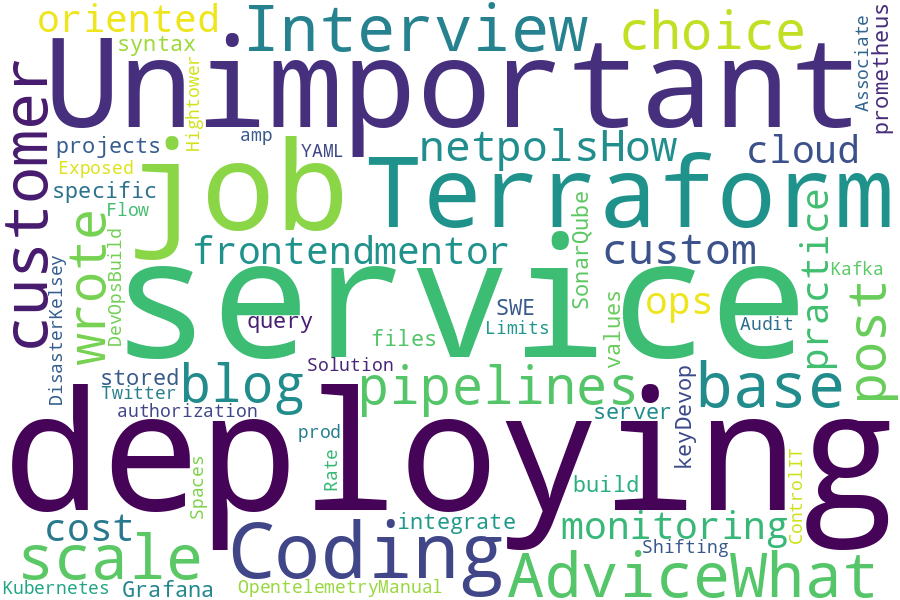 oriented
Interview
choice
Associate
prometheus
syntax
Unimportant
Hightower
customer
projects
amp
YAML
netpolsHow
cloud
Exposed
job
Terraform
specific
Flow
wrote
DevOpsBuild
frontendmentor
SonarQube
custom
practice
Kafka
service
DisasterKelsey
query
SWE
Limits
ops
Audit
values
files
post
stored
Twitter
blog
Solution
pipelines
base
authorization
server
keyDevop
deploying
prod
Rate
Spaces
build
ControlIT
cost
Coding
integrate
monitoring
scale
Shifting
AdviceWhat
Kubernetes
Grafana
OpentelemetryManual